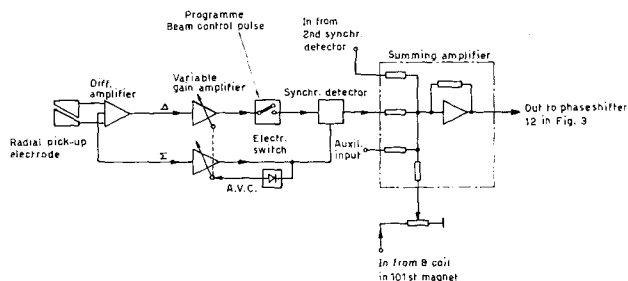 Programme
Beam control pulse
In from
2nd synchr.
detector
Summing amplifier
Diff.
amplifier
Variable
gain amplifier
Synchr. detector
Δ
Out to phaseshifter
12 in Fig. 3
Radial pick-up
electrode
Σ
Electr.
switch
Auxil.
input
A.V.C.
In from B coil
in 101st magnet